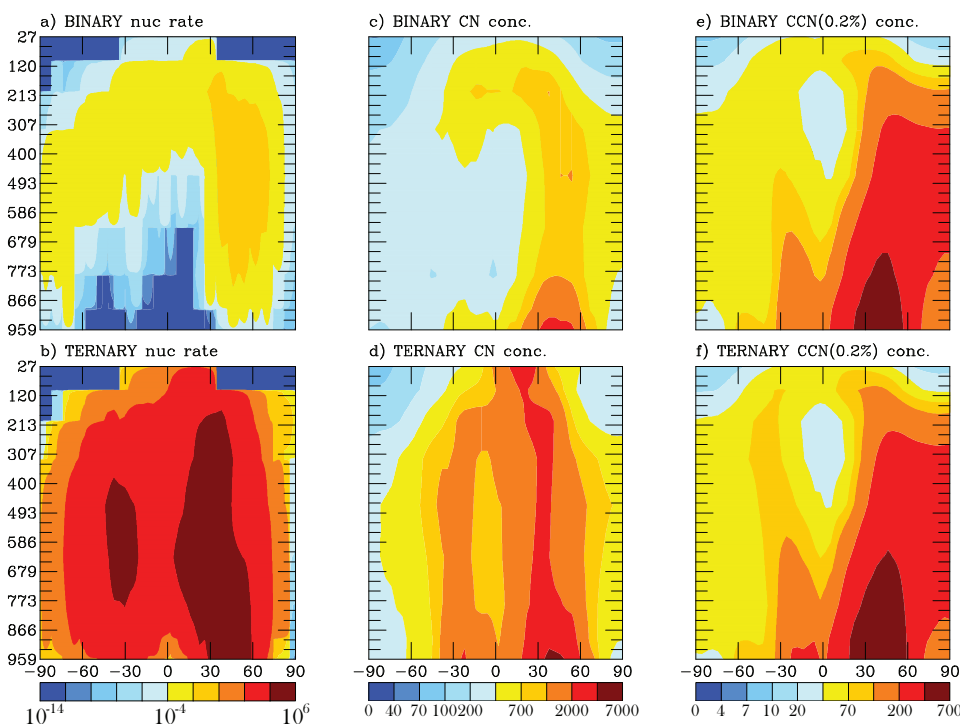 a) BINARY nuc rate
c) BINARY CN conc.
e) BINARY CCN(0.2%) conc.
27
120
213
307
400
493
586
679
773
866
959
b) TERNARY nuc rate
d) TERNARY CN conc.
f) TERNARY CCN(0.2%) conc.
27
120
213
307
400
493
586
679
773
866
959
−90 −60 −30 0 30 60 90
−90 −60 −30 0 30 60 90
−90 −60 −30 0 30 60 90
10-14 10-4 106
0 40 70 100 200 700 2000 7000
0 4 7 10 20 70 200 700